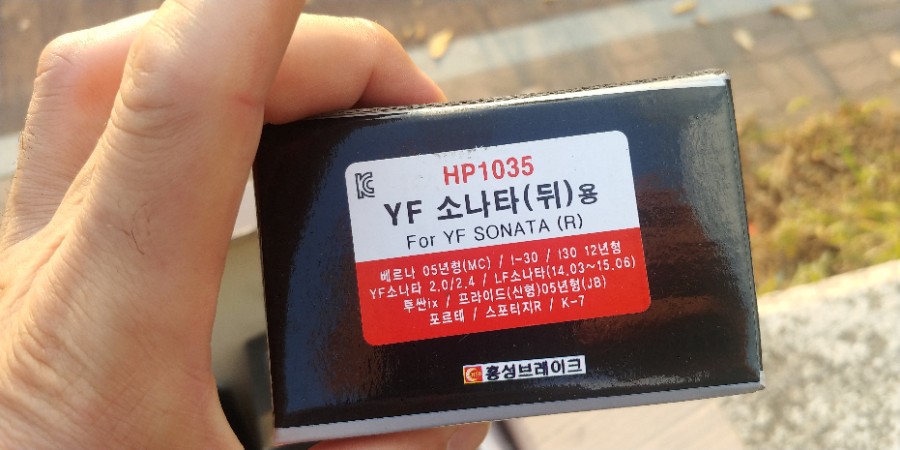 HP1035
YF 소나타(뒤)용
For YF SONATA (R)
베르나 05년형(MC) / I-30 / I30 12년형
YF소나타 2.0/2.4 / LF소나타(14.03~15.06)
투싼ix / 프라이드(신형)05년형(JB)
포르테 / 스포티지R / K-7
홍성브레이크